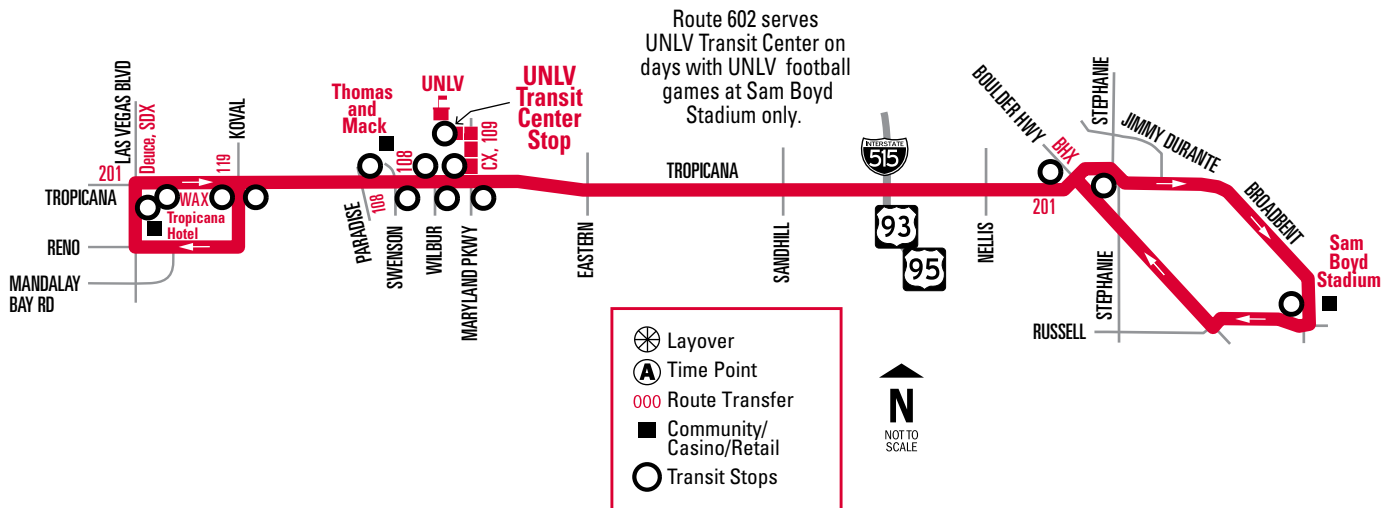 Route 602 serves
UNLV Transit Center on
days with UNLV football
games at Sam Boyd
Stadium only.
LAS VEGAS BLVD
Deuce, SDX
KOVAL
119
201
TROPICANA
WAX
Tropicana
Hotel
RENO
MANDALAY
BAY RD
Thomas
and
Mack
UNLV
UNLV
Transit
Center
Stop
108
CX, 109
108
PARADISE
SWENSON
WILBUR
MARYLAND PKWY
EASTERN
TROPICANA
SANDHILL
INTERSTATE
515
93
95
NELLIS
201
BOULDER HWY
BHX
STEPHANIE
JIMMY DURANTE
BROADBENT
STEPHANIE
RUSSELL
Sam
Boyd
Stadium
Layover
A Time Point
000 Route Transfer
Community/
Casino/Retail
Transit Stops
N
NOT TO
SCALE